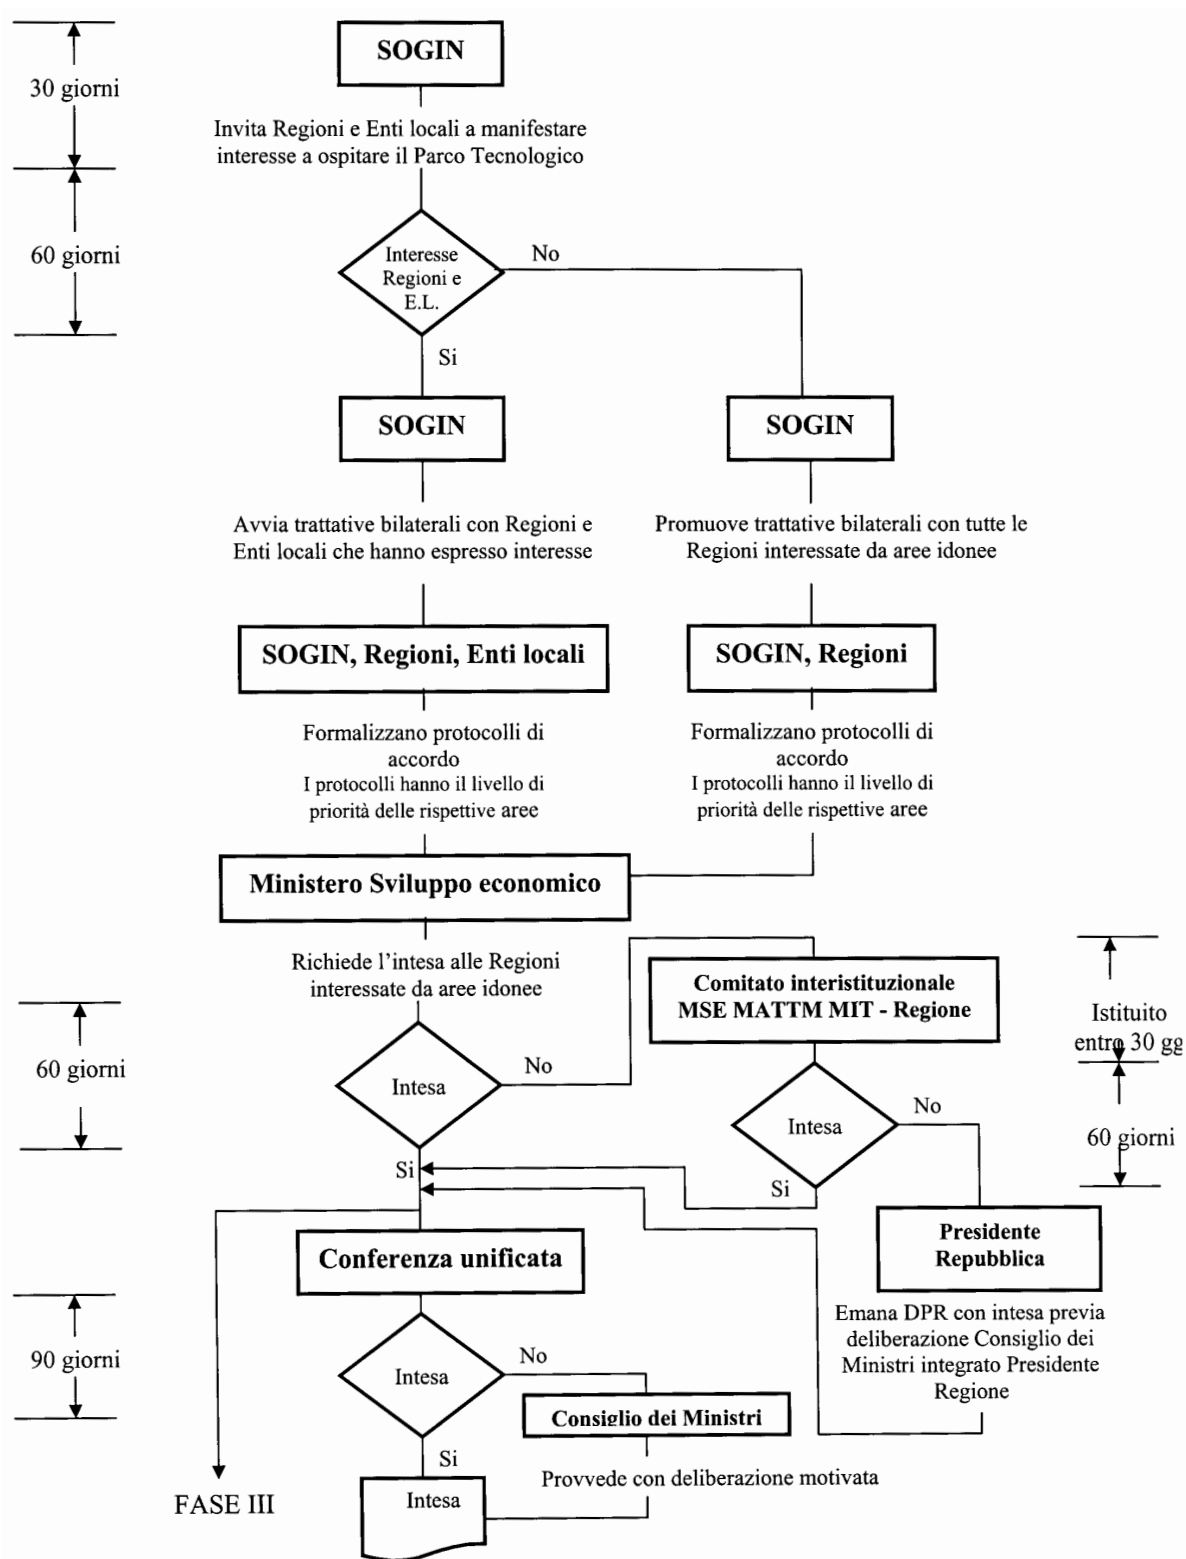 SOGIN
30 giorni
Invita Regioni e Enti locali a manifestare
interesse a ospitare il Parco Tecnologico
60 giorni
Interesse
Regioni e
E.L.
No
Si
SOGIN
SOGIN
Avvia trattative bilaterali con Regioni e
Enti locali che hanno espresso interesse
Promuove trattative bilaterali con tutte le
Regioni interessate da aree idonee
SOGIN, Regioni, Enti locali
SOGIN, Regioni
Formalizzano protocolli di
accordo
I protocolli hanno il livello di
priorità delle rispettive aree
Formalizzano protocolli di
accordo
I protocolli hanno il livello di
priorità delle rispettive aree
Ministero Sviluppo economico
Richiede l'intesa alle Regioni
interessate da aree idonee
Comitato interistituzionale
MSE MATTM MIT - Regione
Istituito
entro 30 gg
60 giorni
Intesa
No
Intesa
No
60 giorni
Si
Si
Presidente
Repubblica
Conferenza unificata
Emana DPR con intesa previa
deliberazione Consiglio dei
Ministri integrato Presidente
Regione
90 giorni
Intesa
No
Consiglio dei Ministri
Si
Provvede con deliberazione motivata
Intesa
FASE III